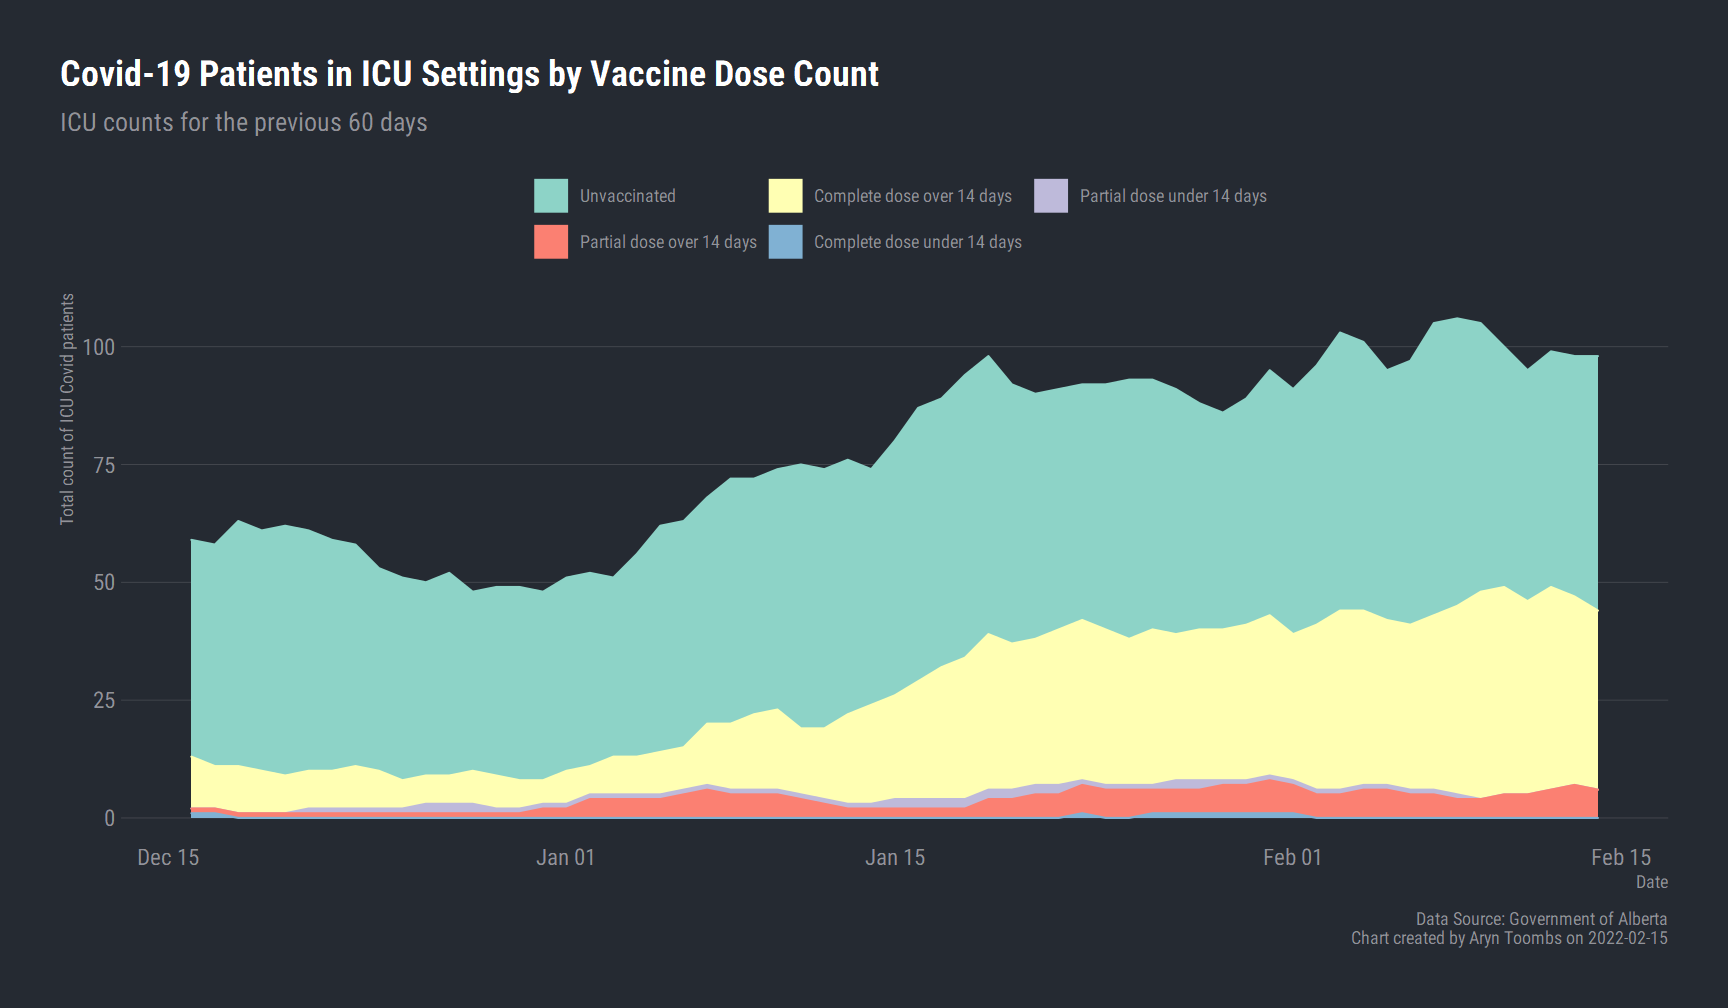 Covid-19 Patients in ICU Settings by Vaccine Dose Count
ICU counts for the previous 60 days
Unvaccinated
Complete dose over 14 days
Partial dose under 14 days
Partial dose over 14 days
Complete dose under 14 days
Total count of ICU Covid patients
100
75
50
25
0
Dec 15
Jan 01
Jan 15
Feb 01
Feb 15
Date
Data Source: Government of Alberta
Chart created by Aryn Toombs on 2022-02-15